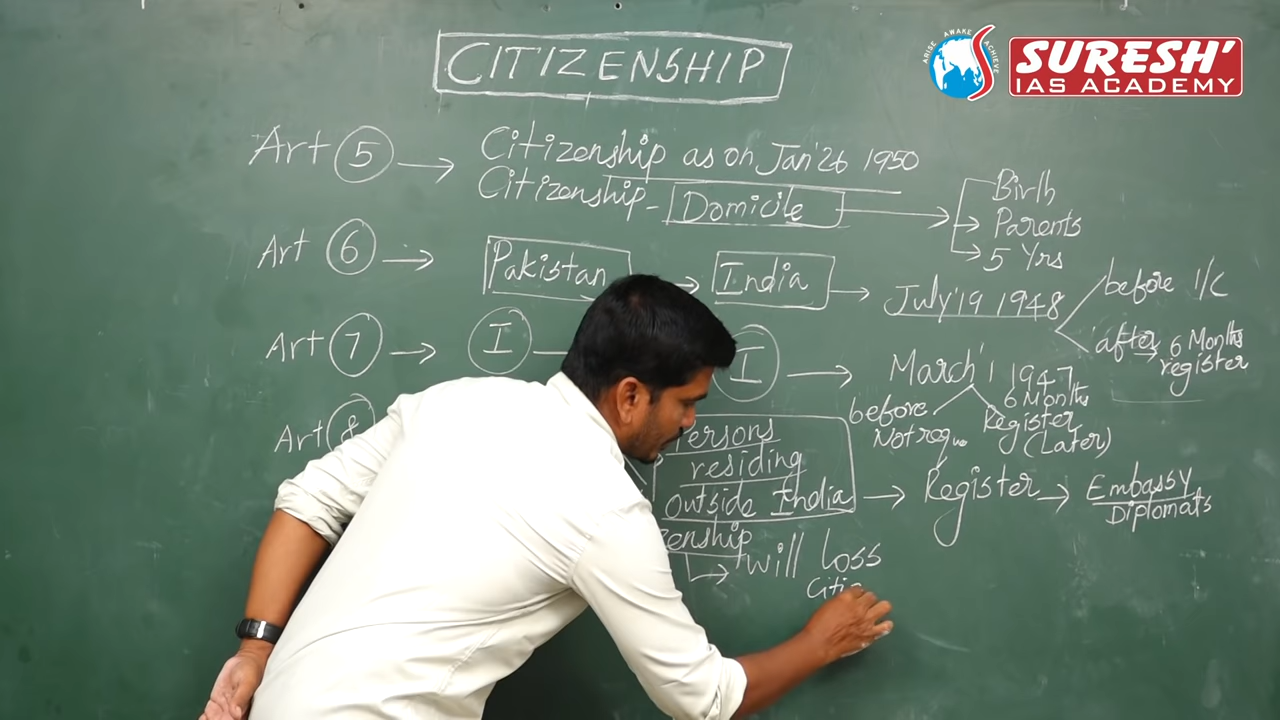 CITIZENSHIP
ARISE AWAKE ACHIEVE
SURESH'
IAS ACADEMY
Art 5 → Citizenship as on Jan'26 1950
Citizenship - Domicile → Birth
→ Parents
→ 5 Yrs
Art 6 → Pakistan → India → July'19 1948
before I/C
after → 6 Months
register
Art 7 → I I → March'1 1947
before
Not req
6 Months
Register
(Later)
Art 8
Persons
residing
outside India → Register → Embassy
Diplomats
zenship
→ will loss
Citi